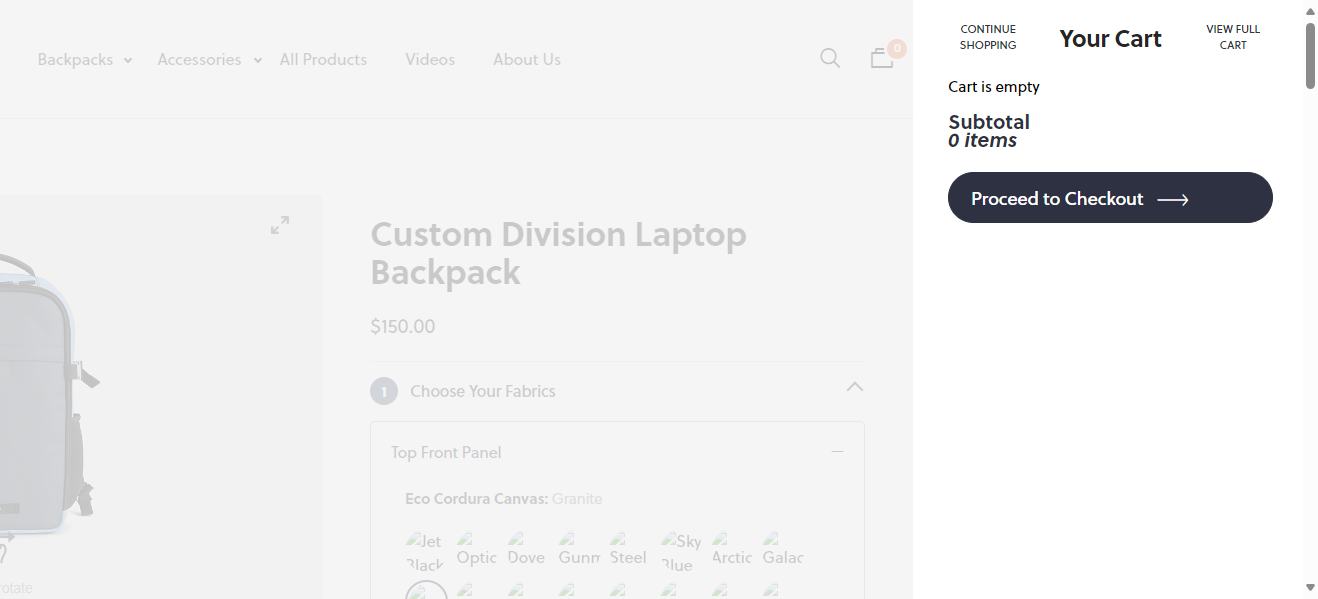 Backpacks
Accessories
All Products
Videos
About Us
0
CONTINUE
SHOPPING
Your Cart
VIEW FULL
CART
Cart is empty
Subtotal
0 items
Proceed to Checkout
Custom Division Laptop
Backpack
$150.00
1
Choose Your Fabrics
Top Front Panel
Eco Cordura Canvas: Granite
Jet
Black
Optic
Dove
Gunm
Steel
Sky
Blue
Arctic
Galac
rotate